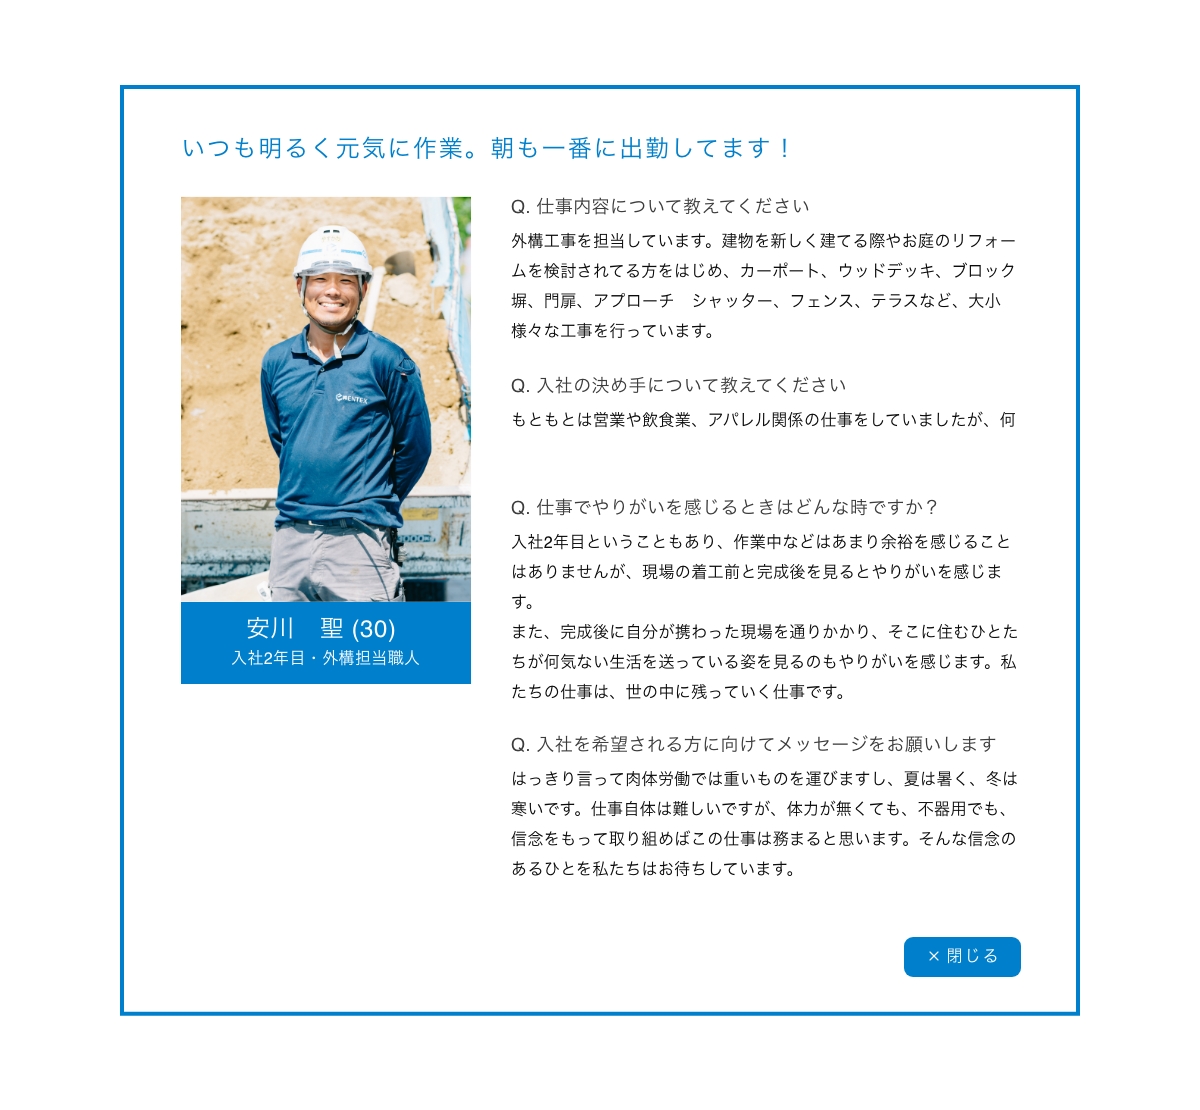 いつも明るく元気に作業。朝も一番に出勤してます！
MENTEX
安川　聖 (30)
入社2年目・外構担当職人
Q. 仕事内容について教えてください
外構工事を担当しています。建物を新しく建てる際やお庭のリフォー
ムを検討されてる方をはじめ、カーポート、ウッドデッキ、ブロック
塀、門扉、アプローチ　シャッター、フェンス、テラスなど、大小
様々な工事を行っています。
Q. 入社の決め手について教えてください
もともとは営業や飲食業、アパレル関係の仕事をしていましたが、何
Q. 仕事でやりがいを感じるときはどんな時ですか？
入社2年目ということもあり、作業中などはあまり余裕を感じること
はありませんが、現場の着工前と完成後を見るとやりがいを感じま
す。
また、完成後に自分が携わった現場を通りかかり、そこに住むひとた
ちが何気ない生活を送っている姿を見るのもやりがいを感じます。私
たちの仕事は、世の中に残っていく仕事です。
Q. 入社を希望される方に向けてメッセージをお願いします
はっきり言って肉体労働では重いものを運びますし、夏は暑く、冬は
寒いです。仕事自体は難しいですが、体力が無くても、不器用でも、
信念をもって取り組めばこの仕事は務まると思います。そんな信念の
あるひとを私たちはお待ちしています。
× 閉じる